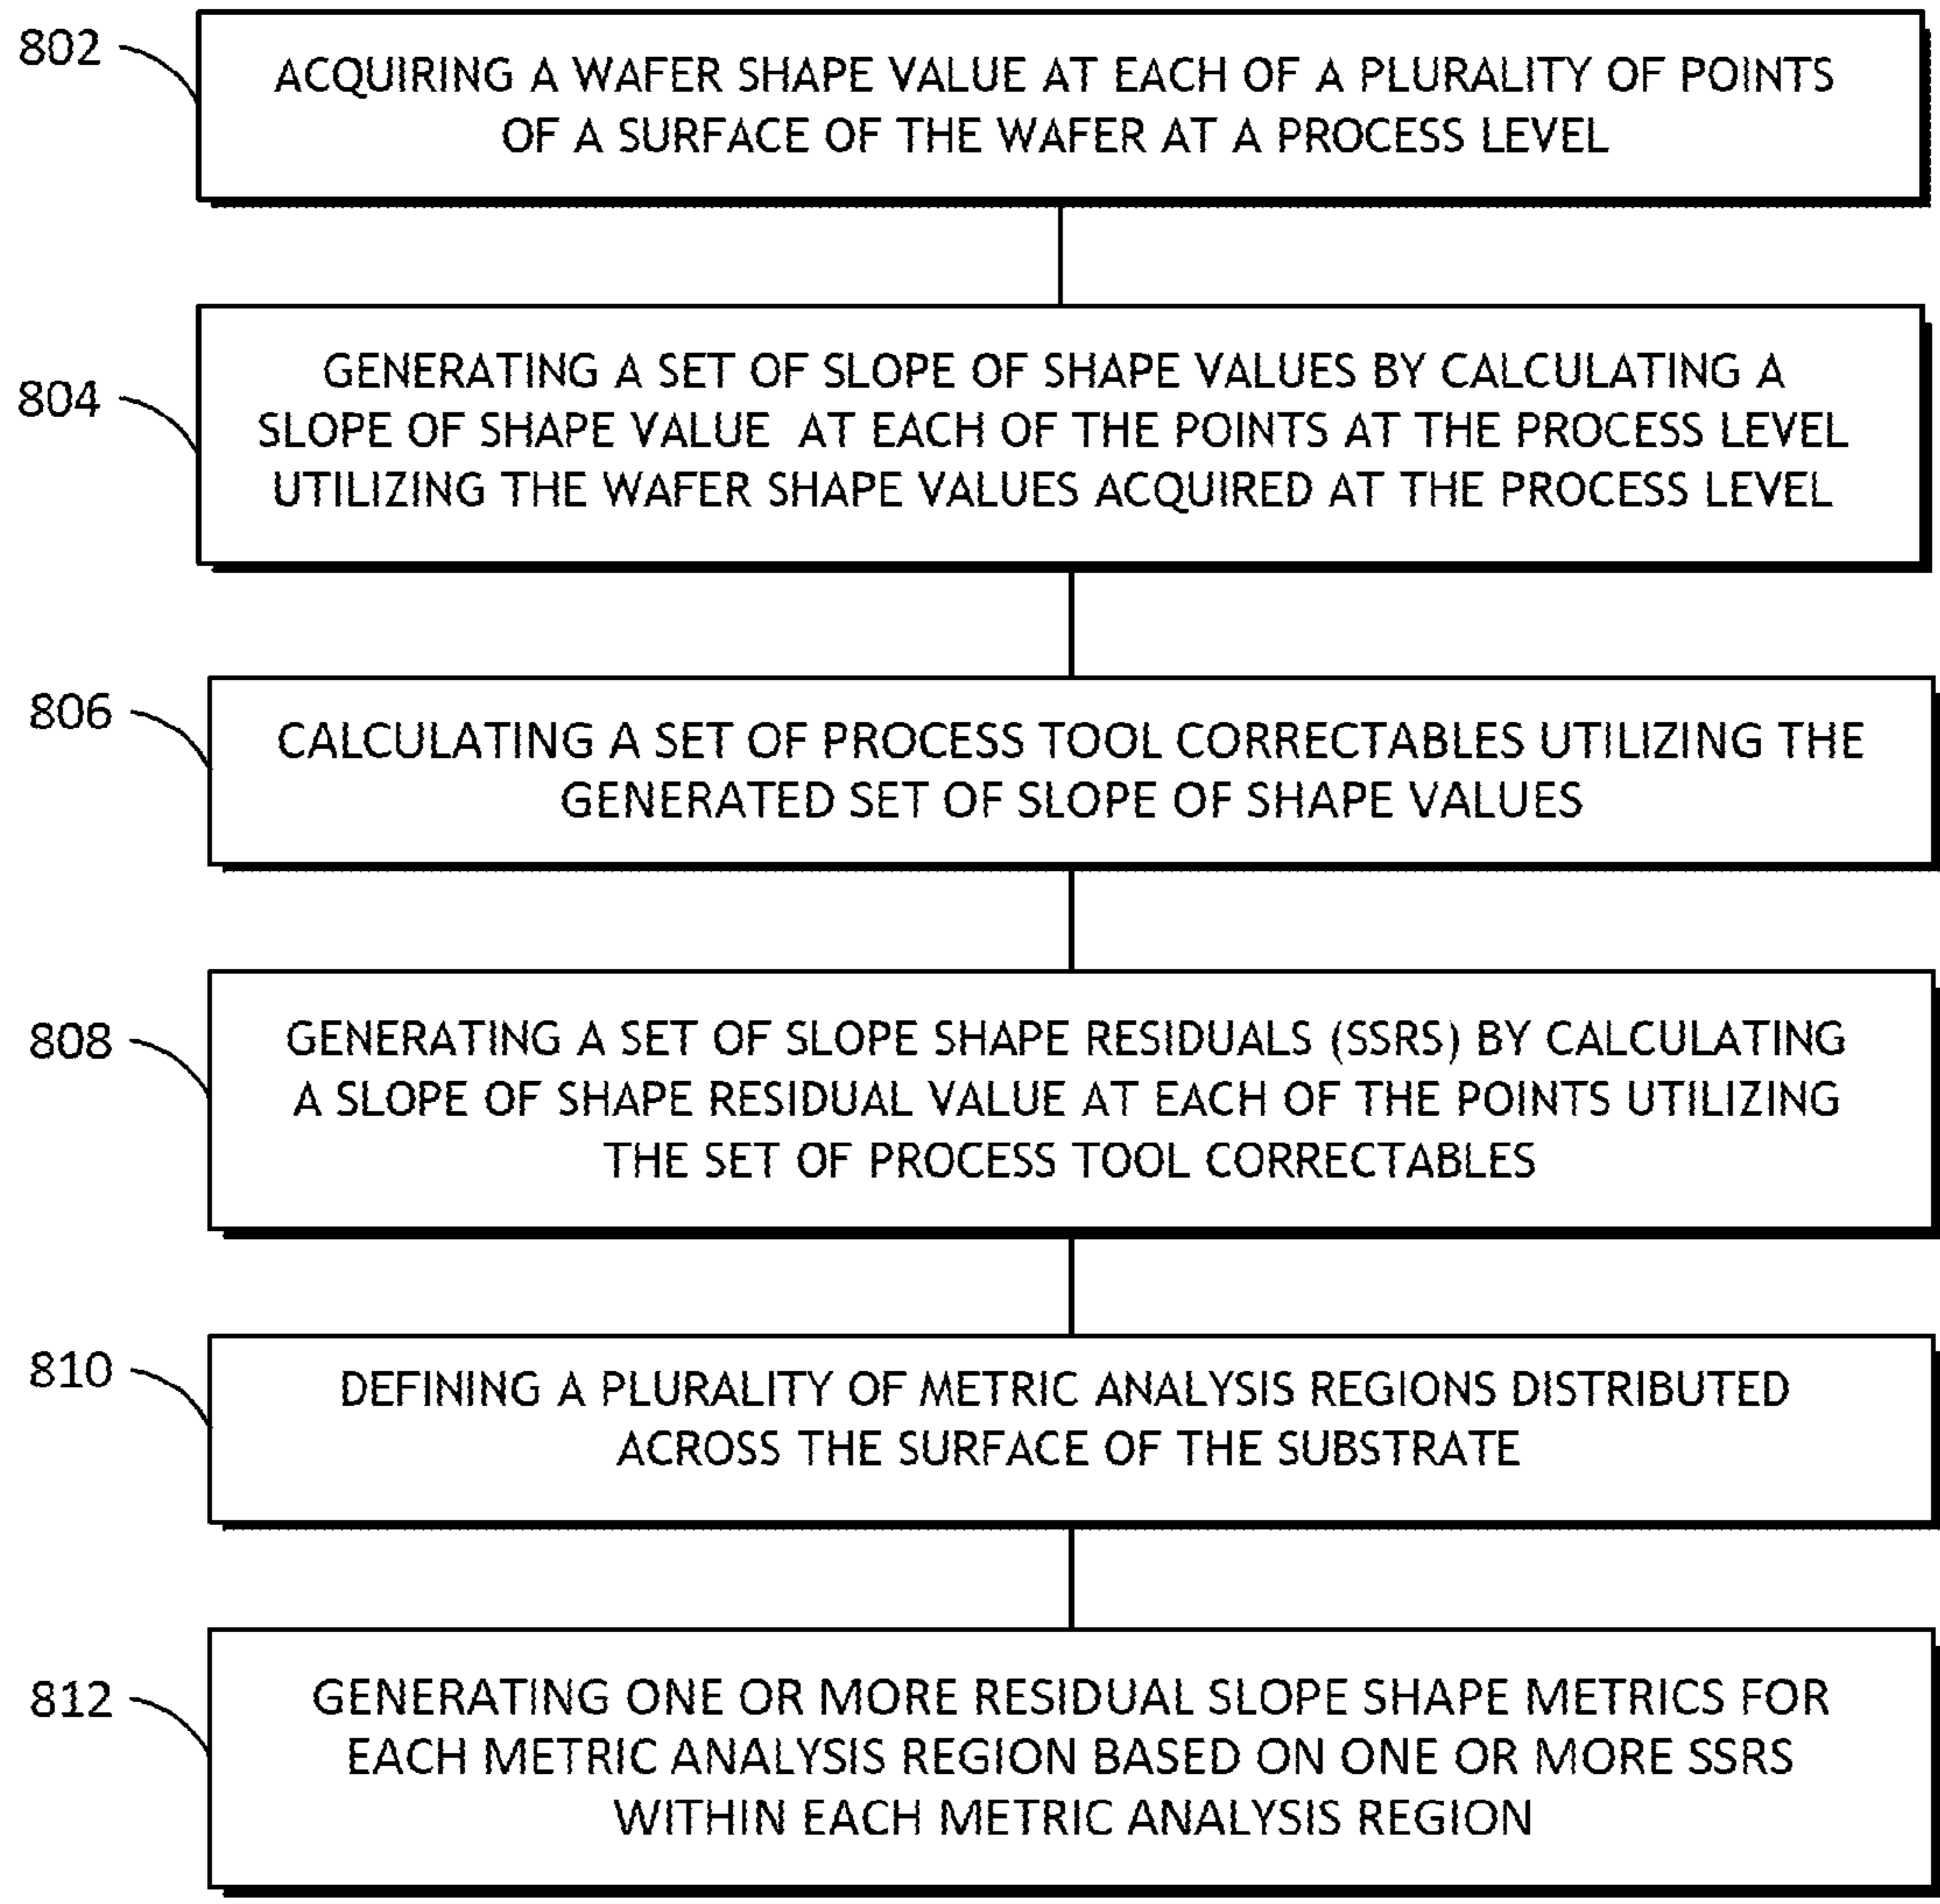 802
ACQUIRING A WAFER SHAPE VALUE AT EACH OF A PLURALITY OF POINTS
OF A SURFACE OF THE WAFER AT A PROCESS LEVEL
804
GENERATING A SET OF SLOPE OF SHAPE VALUES BY CALCULATING A
SLOPE OF SHAPE VALUE AT EACH OF THE POINTS AT THE PROCESS LEVEL
UTILIZING THE WAFER SHAPE VALUES ACQUIRED AT THE PROCESS LEVEL
806
CALCULATING A SET OF PROCESS TOOL CORRECTABLES UTILIZING THE
GENERATED SET OF SLOPE OF SHAPE VALUES
808
GENERATING A SET OF SLOPE SHAPE RESIDUALS (SSRS) BY CALCULATING
A SLOPE OF SHAPE RESIDUAL VALUE AT EACH OF THE POINTS UTILIZING
THE SET OF PROCESS TOOL CORRECTABLES
810
DEFINING A PLURALITY OF METRIC ANALYSIS REGIONS DISTRIBUTED
ACROSS THE SURFACE OF THE SUBSTRATE
812
GENERATING ONE OR MORE RESIDUAL SLOPE SHAPE METRICS FOR
EACH METRIC ANALYSIS REGION BASED ON ONE OR MORE SSRS
WITHIN EACH METRIC ANALYSIS REGION